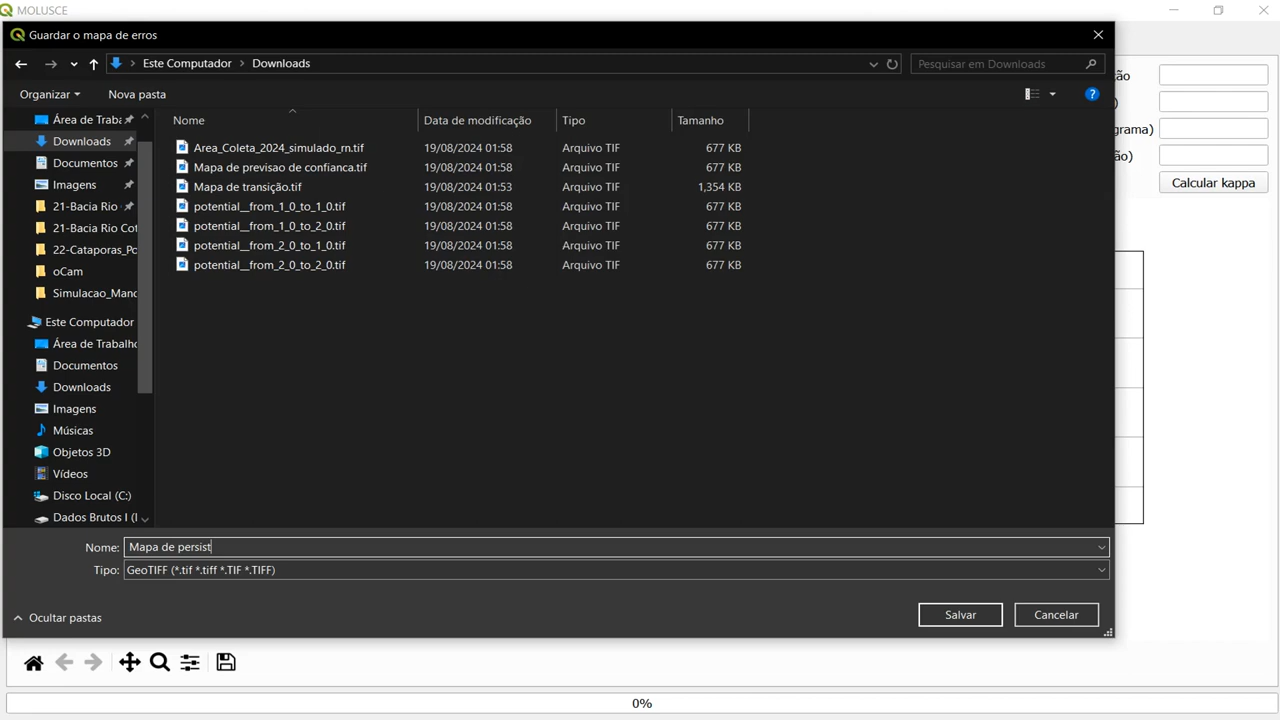 MOLUSCE
Guardar o mapa de erros
Este Computador
Downloads
Pesquisar em Downloads
Organizar
Nova pasta
Nome
Data de modificação
Tipo
Tamanho
Area_Coleta_2024_simulado_rn.tif 19/08/2024 01:58 Arquivo TIF 677 KB
Mapa de previsao de confianca.tif 19/08/2024 01:58 Arquivo TIF 677 KB
Mapa de transição.tif 19/08/2024 01:53 Arquivo TIF 1,354 KB
potential__from_1_0_to_1_0.tif 19/08/2024 01:58 Arquivo TIF 677 KB
potential__from_1_0_to_2_0.tif 19/08/2024 01:58 Arquivo TIF 677 KB
potential__from_2_0_to_1_0.tif 19/08/2024 01:58 Arquivo TIF 677 KB
potential__from_2_0_to_2_0.tif 19/08/2024 01:58 Arquivo TIF 677 KB
Área de Traba
Downloads
Documentos
Imagens
21-Bacia Rio
21-Bacia Rio Cot
22-Cataporas_Po
oCam
Simulacao_Manc
Este Computador
Área de Trabalho
Documentos
Downloads
Imagens
Músicas
Objetos 3D
Vídeos
Disco Local (C:)
Dados Brutos I (I
Nome: Mapa de persist
Tipo: GeoTIFF (*.tif *.tiff *.TIF *.TIFF)
Ocultar pastas
Salvar
Cancelar
ão
)
grama)
ão)
Calcular kappa
0%